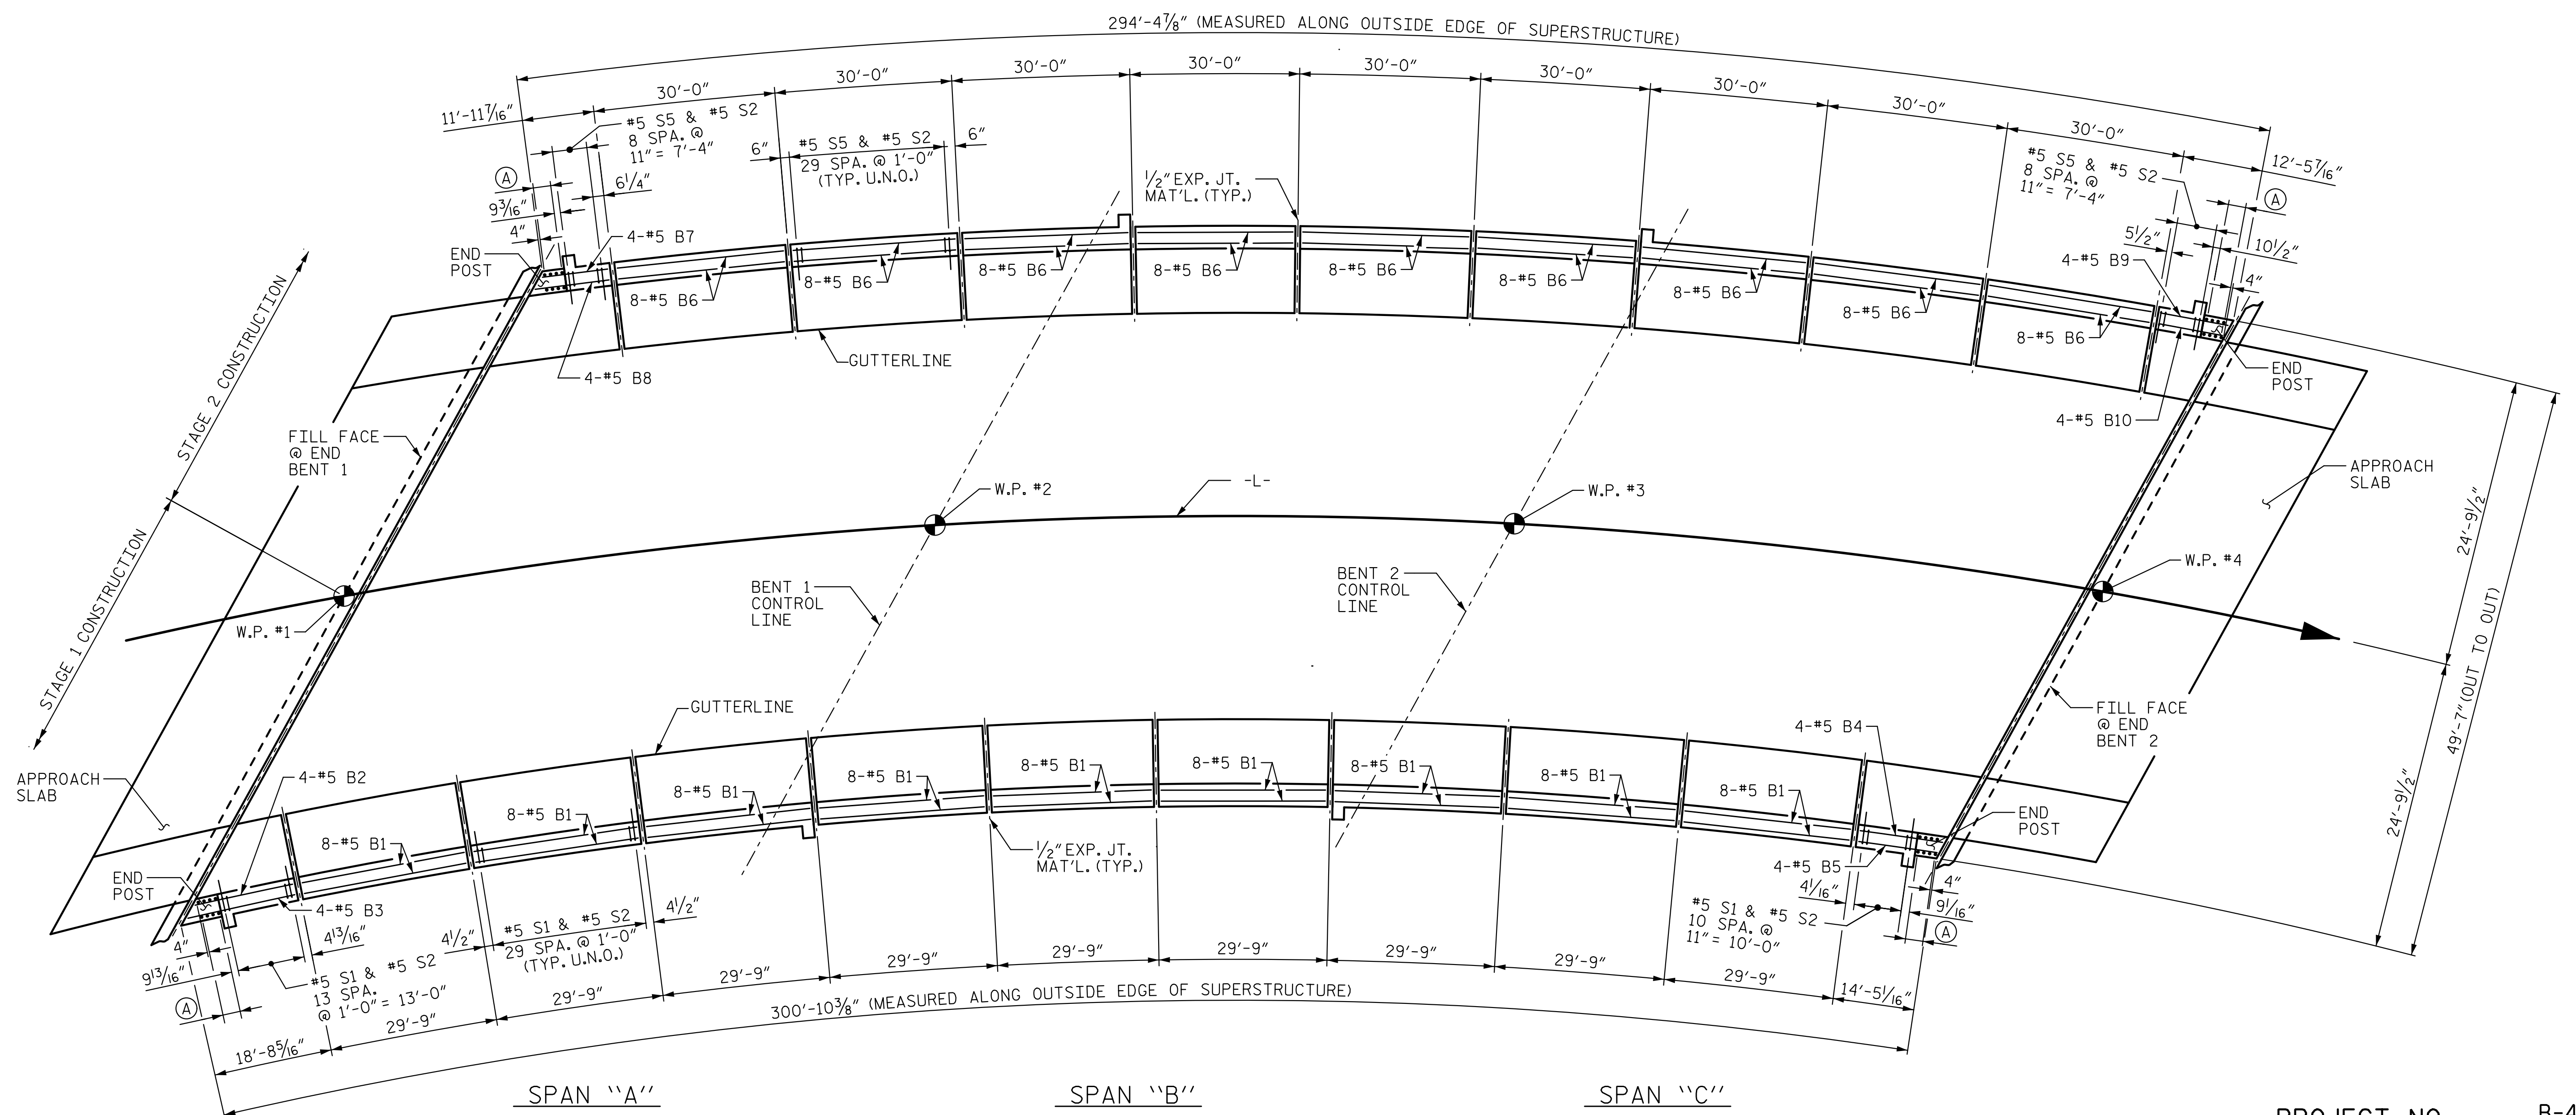 294'-4⅞" (MEASURED ALONG OUTSIDE EDGE OF SUPERSTRUCTURE)
30'-0"
30'-0"
30'-0"
30'-0"
30'-0"
30'-0"
30'-0"
30'-0"
30'-0"
11'-11⁷⁄₁₆"
12'-5⁷⁄₁₆"
#5 S5 & #5 S2
8 SPA. @
11" = 7'-4"
6"
#5 S5 & #5 S2
29 SPA. @ 1'-0"
(TYP. U.N.O.)
6"
A
6¼"
9³⁄₁₆"
4"
½" EXP. JT.
MAT'L. (TYP.)
#5 S5 & #5 S2
8 SPA. @
11" = 7'-4"
A
5½"
10½"
4"
END
POST
4-#5 B7
8-#5 B6
8-#5 B6
8-#5 B6
8-#5 B6
8-#5 B6
8-#5 B6
8-#5 B6
8-#5 B6
8-#5 B6
4-#5 B9
4-#5 B8
GUTTERLINE
4-#5 B10
END
POST
STAGE 2 CONSTRUCTION
FILL FACE
@ END
BENT 1
APPROACH
SLAB
W.P. #2
-L-
W.P. #3
W.P. #4
24'-9½"
49'-7" (OUT TO OUT)
24'-9½"
STAGE 1 CONSTRUCTION
W.P. #1
BENT 1
CONTROL
LINE
BENT 2
CONTROL
LINE
FILL FACE
@ END
BENT 2
GUTTERLINE
APPROACH
SLAB
4-#5 B2
8-#5 B1
8-#5 B1
8-#5 B1
8-#5 B1
8-#5 B1
8-#5 B1
8-#5 B1
8-#5 B1
8-#5 B1
4-#5 B4
END
POST
END
POST
4-#5 B3
½" EXP. JT.
MAT'L. (TYP.)
4-#5 B5
4"
9¹³⁄₁₆"
A
4¹³⁄₁₆"
#5 S1 & #5 S2
13 SPA.
@ 1'-0" = 13'-0"
4½"
#5 S1 & #5 S2
29 SPA. @ 1'-0"
(TYP. U.N.O.)
4½"
4¹⁄₁₆"
#5 S1 & #5 S2
10 SPA. @
11" = 10'-0"
4"
9¹⁄₁₆"
A
18'-8⁵⁄₁₆"
29'-9"
29'-9"
29'-9"
29'-9"
29'-9"
29'-9"
29'-9"
29'-9"
29'-9"
14'-5¹⁄₁₆"
300'-10⅜" (MEASURED ALONG OUTSIDE EDGE OF SUPERSTRUCTURE)
SPAN "A"
SPAN "B"
SPAN "C"